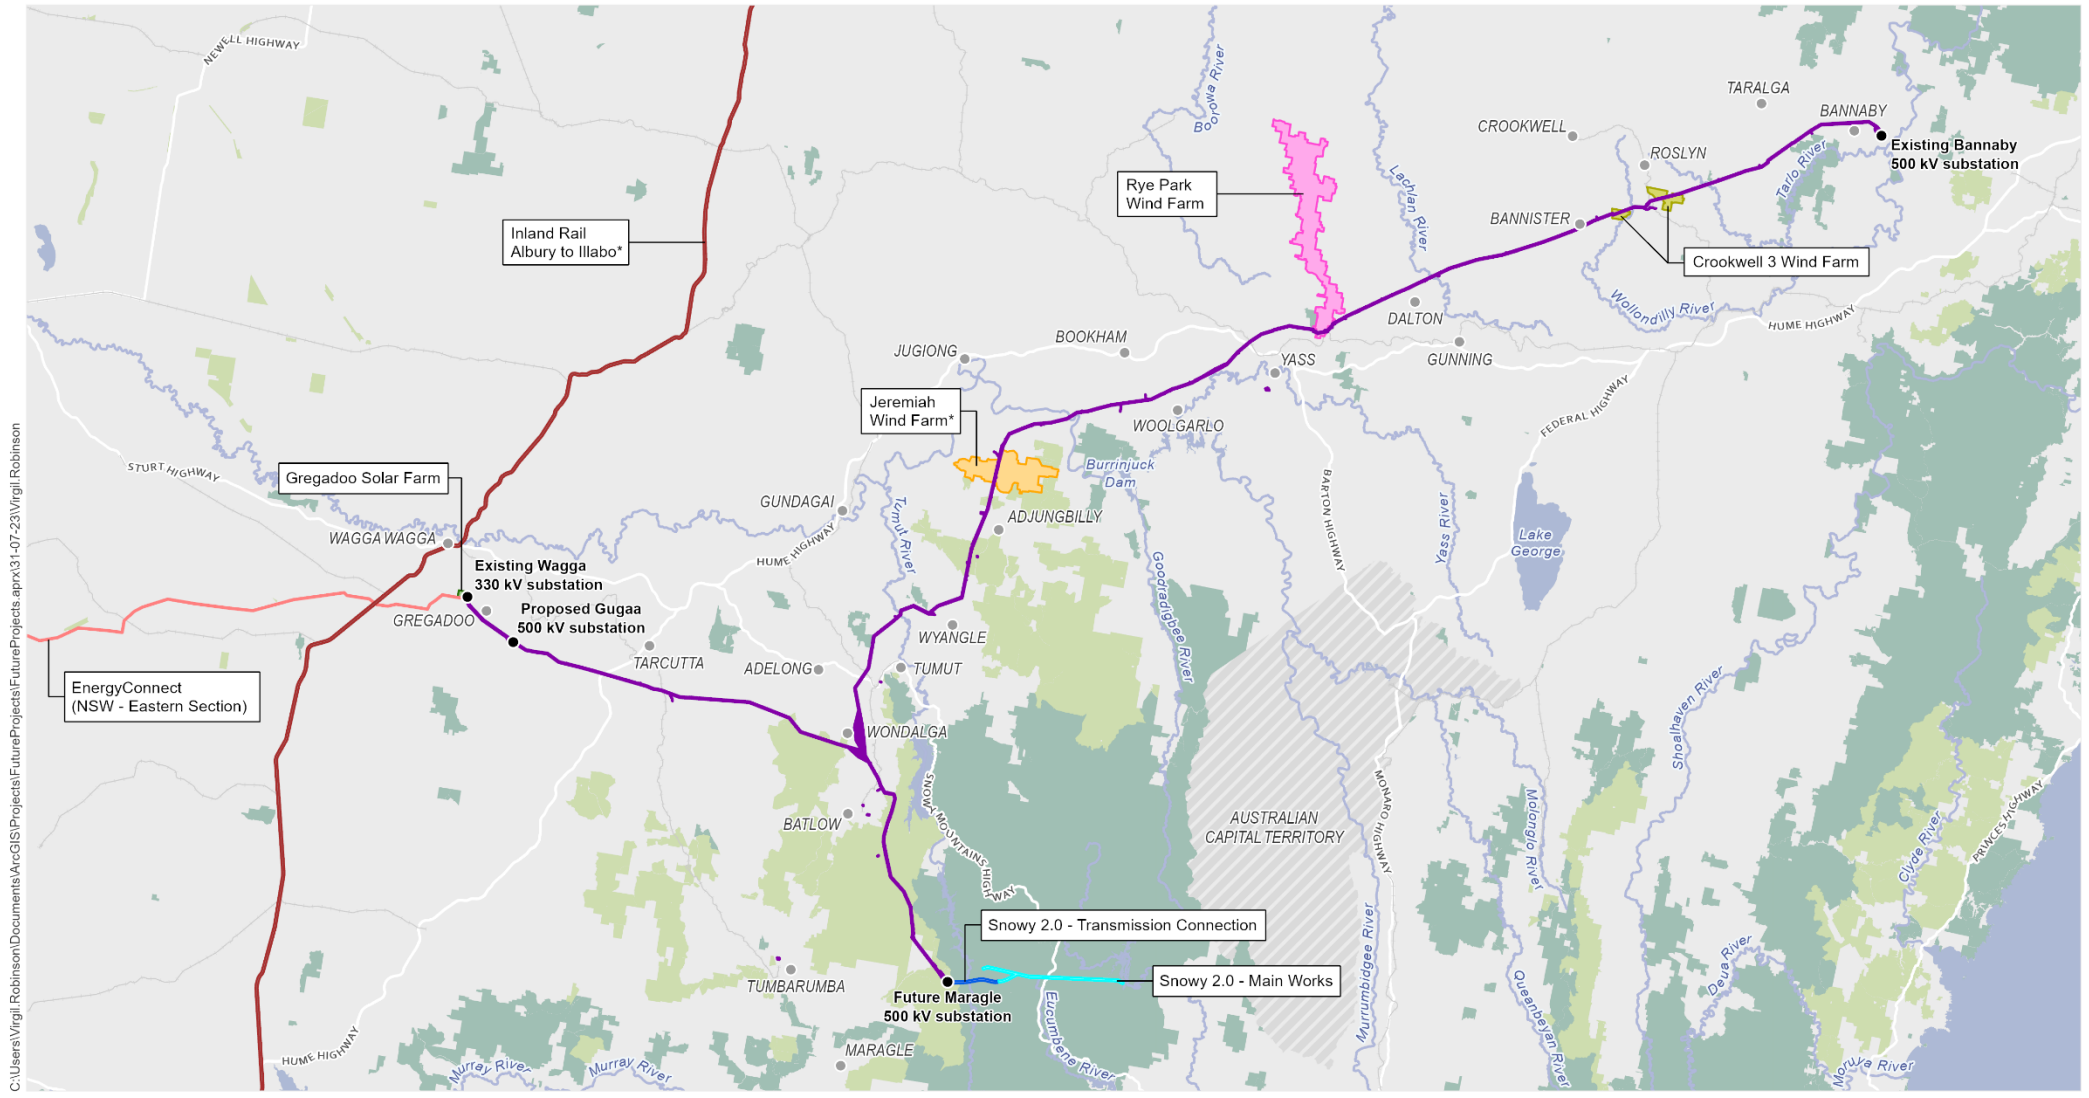 NEWELL HIGHWAY
Boorowa River
TARALGA
BANNABY
CROOKWELL
Existing Bannaby
500 kV substation
ROSLYN
Tarlo River
Lachlan River
Rye Park
Wind Farm
BANNISTER
Inland Rail
Albury to Illabo*
Crookwell 3 Wind Farm
Wollondilly River
HUME HIGHWAY
DALTON
BOOKHAM
JUGIONG
YASS
GUNNING
Jeremiah
Wind Farm*
FEDERAL HIGHWAY
WOOLGARLO
STURT HIGHWAY
Gregadoo Solar Farm
Burrinjuck
Dam
BARTON HIGHWAY
GUNDAGAI
Tumut River
ADJUNGBILLY
Yass River
Lake
George
WAGGA WAGGA
HUME HIGHWAY
Existing Wagga
330 kV substation
Goodradigbee River
Proposed Gugaa
500 kV substation
GREGADOO
WYANGLE
TARCUTTA
ADELONG
TUMUT
EnergyConnect
(NSW - Eastern Section)
Shoalhaven River
WONDALGA
SNOWY MOUNTAINS HIGHWAY
MONARO HIGHWAY
Molonglo River
AUSTRALIAN
CAPITAL TERRITORY
BATLOW
PRINCES HIGHWAY
Clyde River
Snowy 2.0 - Transmission Connection
Murrumbidgee River
Deua River
TUMBARUMBA
Snowy 2.0 - Main Works
Future Maragle
500 kV substation
Queanbeyan River
Eucumbene River
HUME HIGHWAY
MARAGLE
Murray River
Murray River
Moruya River
C:\Users\Virgil.Robinson\Documents\ArcGIS\Projects\FutureProjects\FutureProjects.aprx\31-07-23\Virgil.Robinson